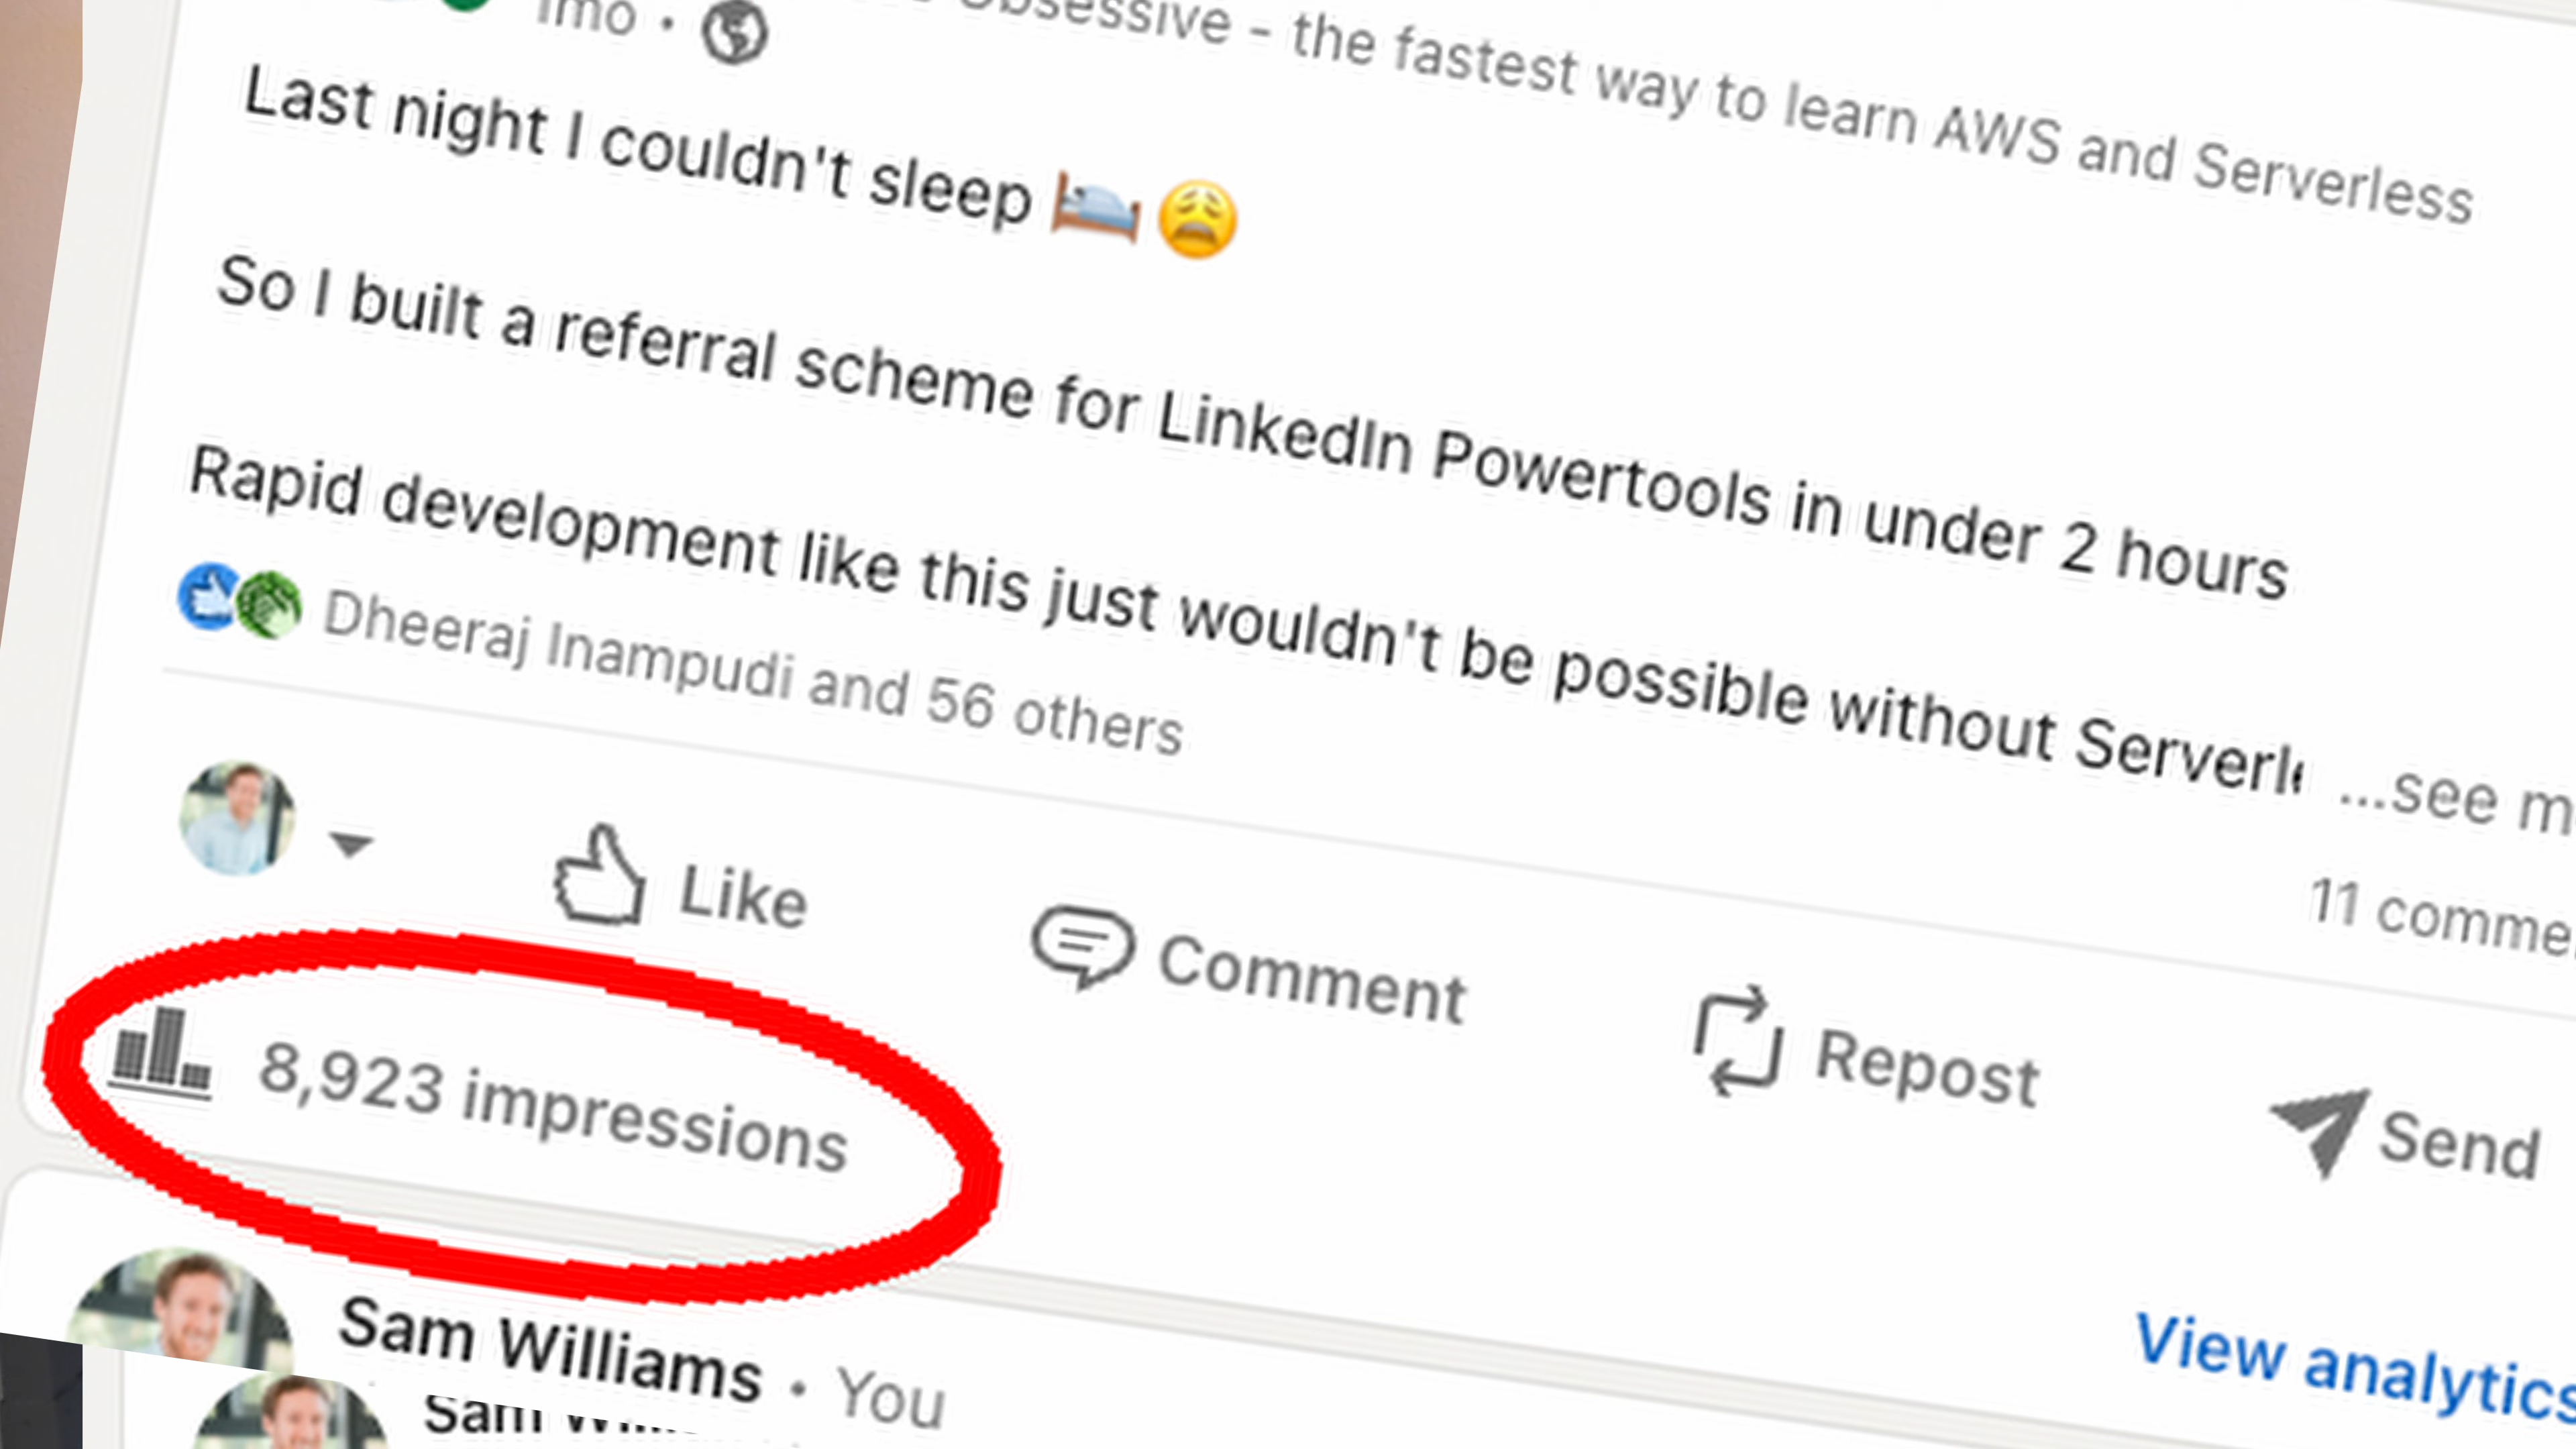 1mo •
Obsessive - the fastest way to learn AWS and Serverless
Last night I couldn't sleep 🛏️ 😩
So I built a referral scheme for LinkedIn Powertools in under 2 hours
Rapid development like this just wouldn't be possible without Serverl ...see m
Dheeraj Inampudi and 56 others
11 comme
Like
Comment
Repost
Send
8,923 impressions
View analytics
Sam Williams • You
Sam